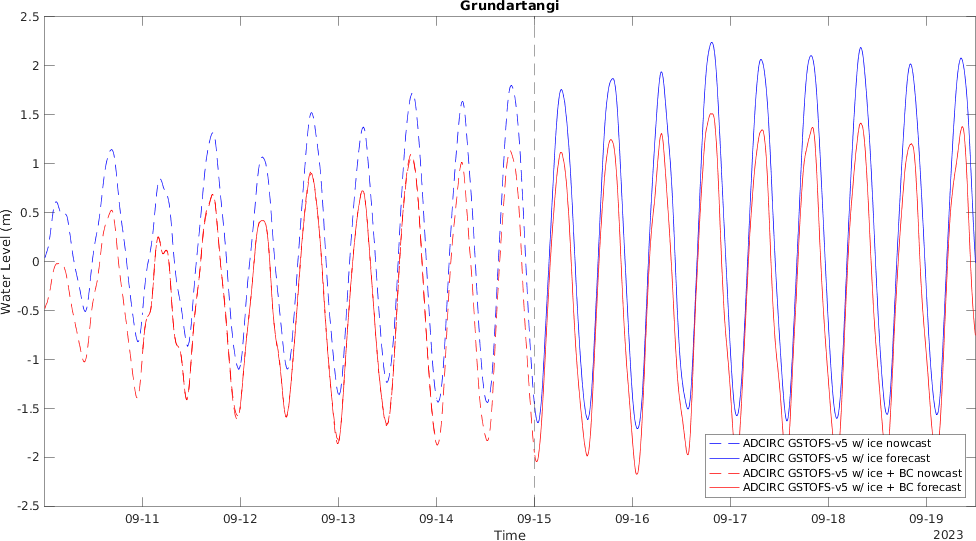 Grundartangi
Water Level (m)
2.5
2
1.5
1
0.5
0
-0.5
-1
-1.5
-2
-2.5
ADCIRC GSTOFS-v5 w/ ice nowcast
ADCIRC GSTOFS-v5 w/ ice forecast
ADCIRC GSTOFS-v5 w/ ice + BC nowcast
ADCIRC GSTOFS-v5 w/ ice + BC forecast
09-11 09-12 09-13 09-14 09-15 09-16 09-17 09-18 09-19
Time
2023